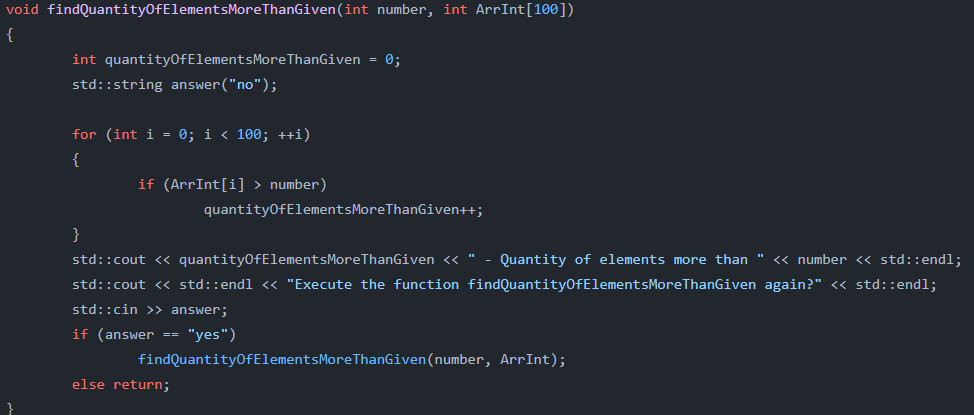 void findQuantityOfElementsMoreThanGiven(int number, int ArrInt[100])
{
        int quantityOfElementsMoreThanGiven = 0;
        std::string answer("no");

        for (int i = 0; i < 100; ++i)
        {
                if (ArrInt[i] > number)
                        quantityOfElementsMoreThanGiven++;
        }
        std::cout << quantityOfElementsMoreThanGiven << " - Quantity of elements more than " << number << std::endl;
        std::cout << std::endl << "Execute the function findQuantityOfElementsMoreThanGiven again?" << std::endl;
        std::cin >> answer;
        if (answer == "yes")
                findQuantityOfElementsMoreThanGiven(number, ArrInt);
        else return;
}